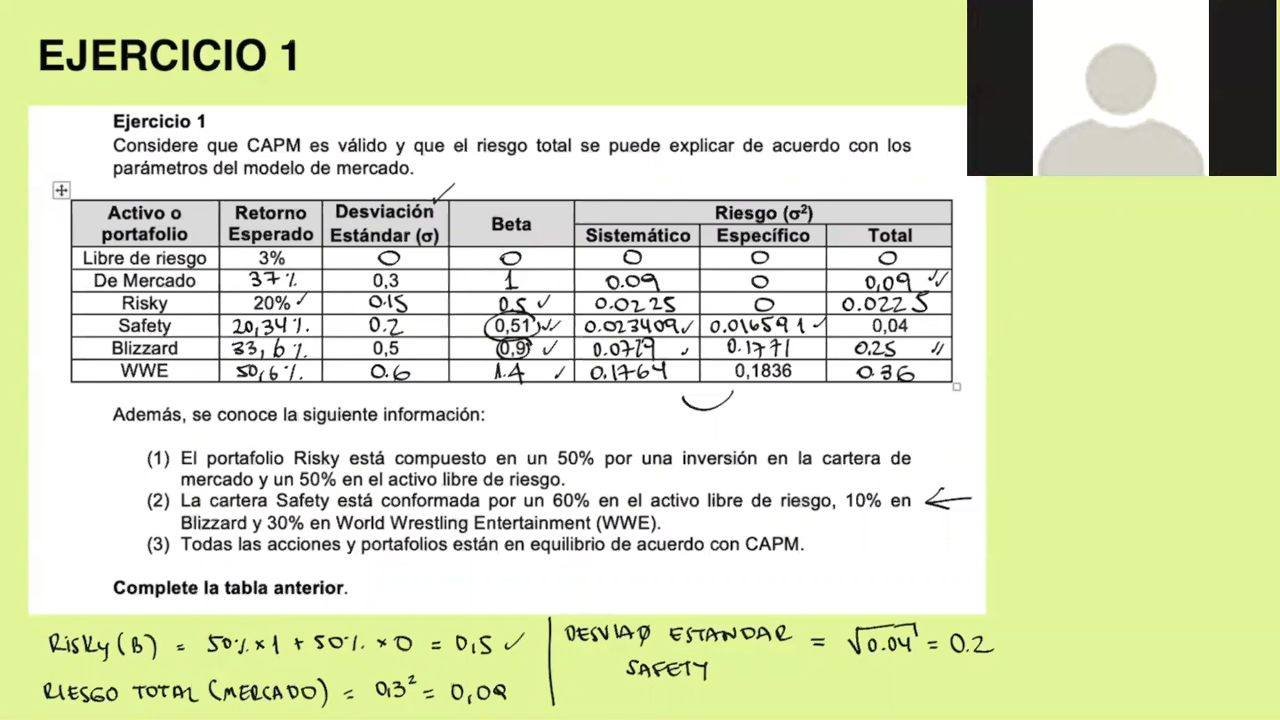 EJERCICIO 1
Ejercicio 1
Considere que CAPM es válido y que el riesgo total se puede explicar de acuerdo con los
parámetros del modelo de mercado.
Activo o portafolio Retorno Esperado Desviación Estándar (σ) Beta Riesgo (σ²)
Sistemático Específico Total
Libre de riesgo 3% 0 0 0 0 0
De Mercado 37% 0,3 1 0.09 0 0,09
Risky 20% 0.15 0.5 0.0225 0 0.0225
Safety 20,34%. 0.2 0,51 0.023409 0.016591 0,04
Blizzard 33,6%. 0,5 0,9 0.0729 0.1771 0.25
WWE 50,6%. 0.6 1.4 0.1764 0,1836 0.36
Además, se conoce la siguiente información:
(1) El portafolio Risky está compuesto en un 50% por una inversión en la cartera de
mercado y un 50% en el activo libre de riesgo.
(2) La cartera Safety está conformada por un 60% en el activo libre de riesgo, 10% en
Blizzard y 30% en World Wrestling Entertainment (WWE).
(3) Todas las acciones y portafolios están en equilibrio de acuerdo con CAPM.
Complete la tabla anterior.
RISKY (B) = 50% x 1 + 50% x 0 = 0,5 ✓
RIESGO TOTAL (MERCADO) = 0,3² = 0,09
DESVIAØ ESTANDAR = √0.04 = 0.2
SAFETY